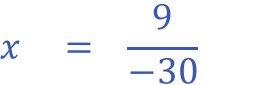 x = 9/−30